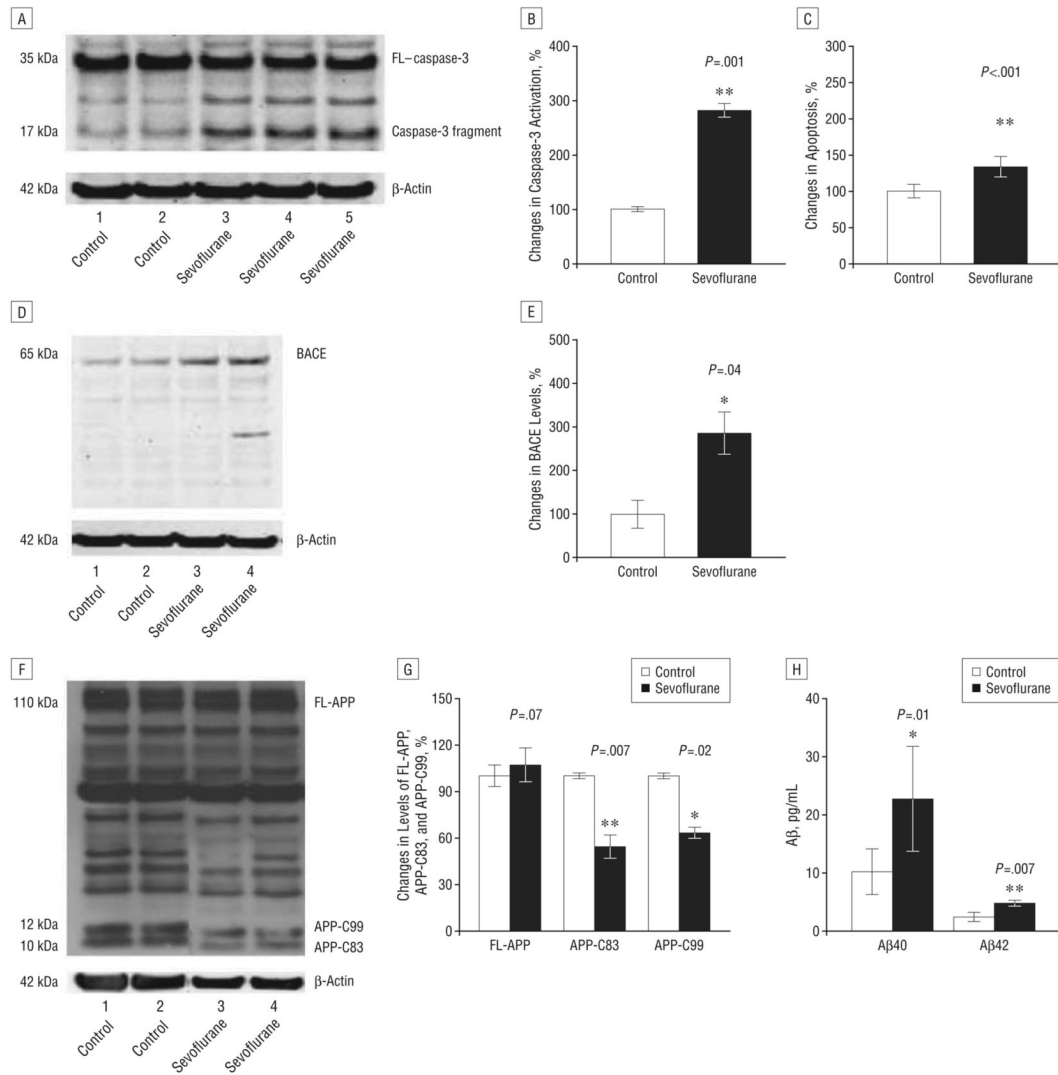 A
35 kDa
FL–caspase-3
17 kDa
Caspase-3 fragment
42 kDa
β-Actin
1
2
3
4
5
Control
Control
Sevoflurane
Sevoflurane
Sevoflurane
B
Changes in Caspase-3 Activation, %
400
300
200
100
0
P=.001
**
Control
Sevoflurane
C
Changes in Apoptosis, %
300
250
200
150
100
50
0
P<.001
**
Control
Sevoflurane
D
65 kDa
BACE
42 kDa
β-Actin
1
2
3
4
Control
Control
Sevoflurane
Sevoflurane
E
Changes in BACE Levels, %
500
400
300
200
100
0
P=.04
*
Control
Sevoflurane
F
110 kDa
FL-APP
12 kDa
APP-C99
10 kDa
APP-C83
42 kDa
β-Actin
1
2
3
4
Control
Control
Sevoflurane
Sevoflurane
G
Control
Sevoflurane
Changes in Levels of FL-APP,
APP-C83, and APP-C99, %
150
120
90
60
30
0
P=.07
P=.007
**
P=.02
*
FL-APP
APP-C83
APP-C99
H
Control
Sevoflurane
Aβ, pg/mL
40
30
20
10
0
P=.01
*
P=.007
**
Aβ40
Aβ42